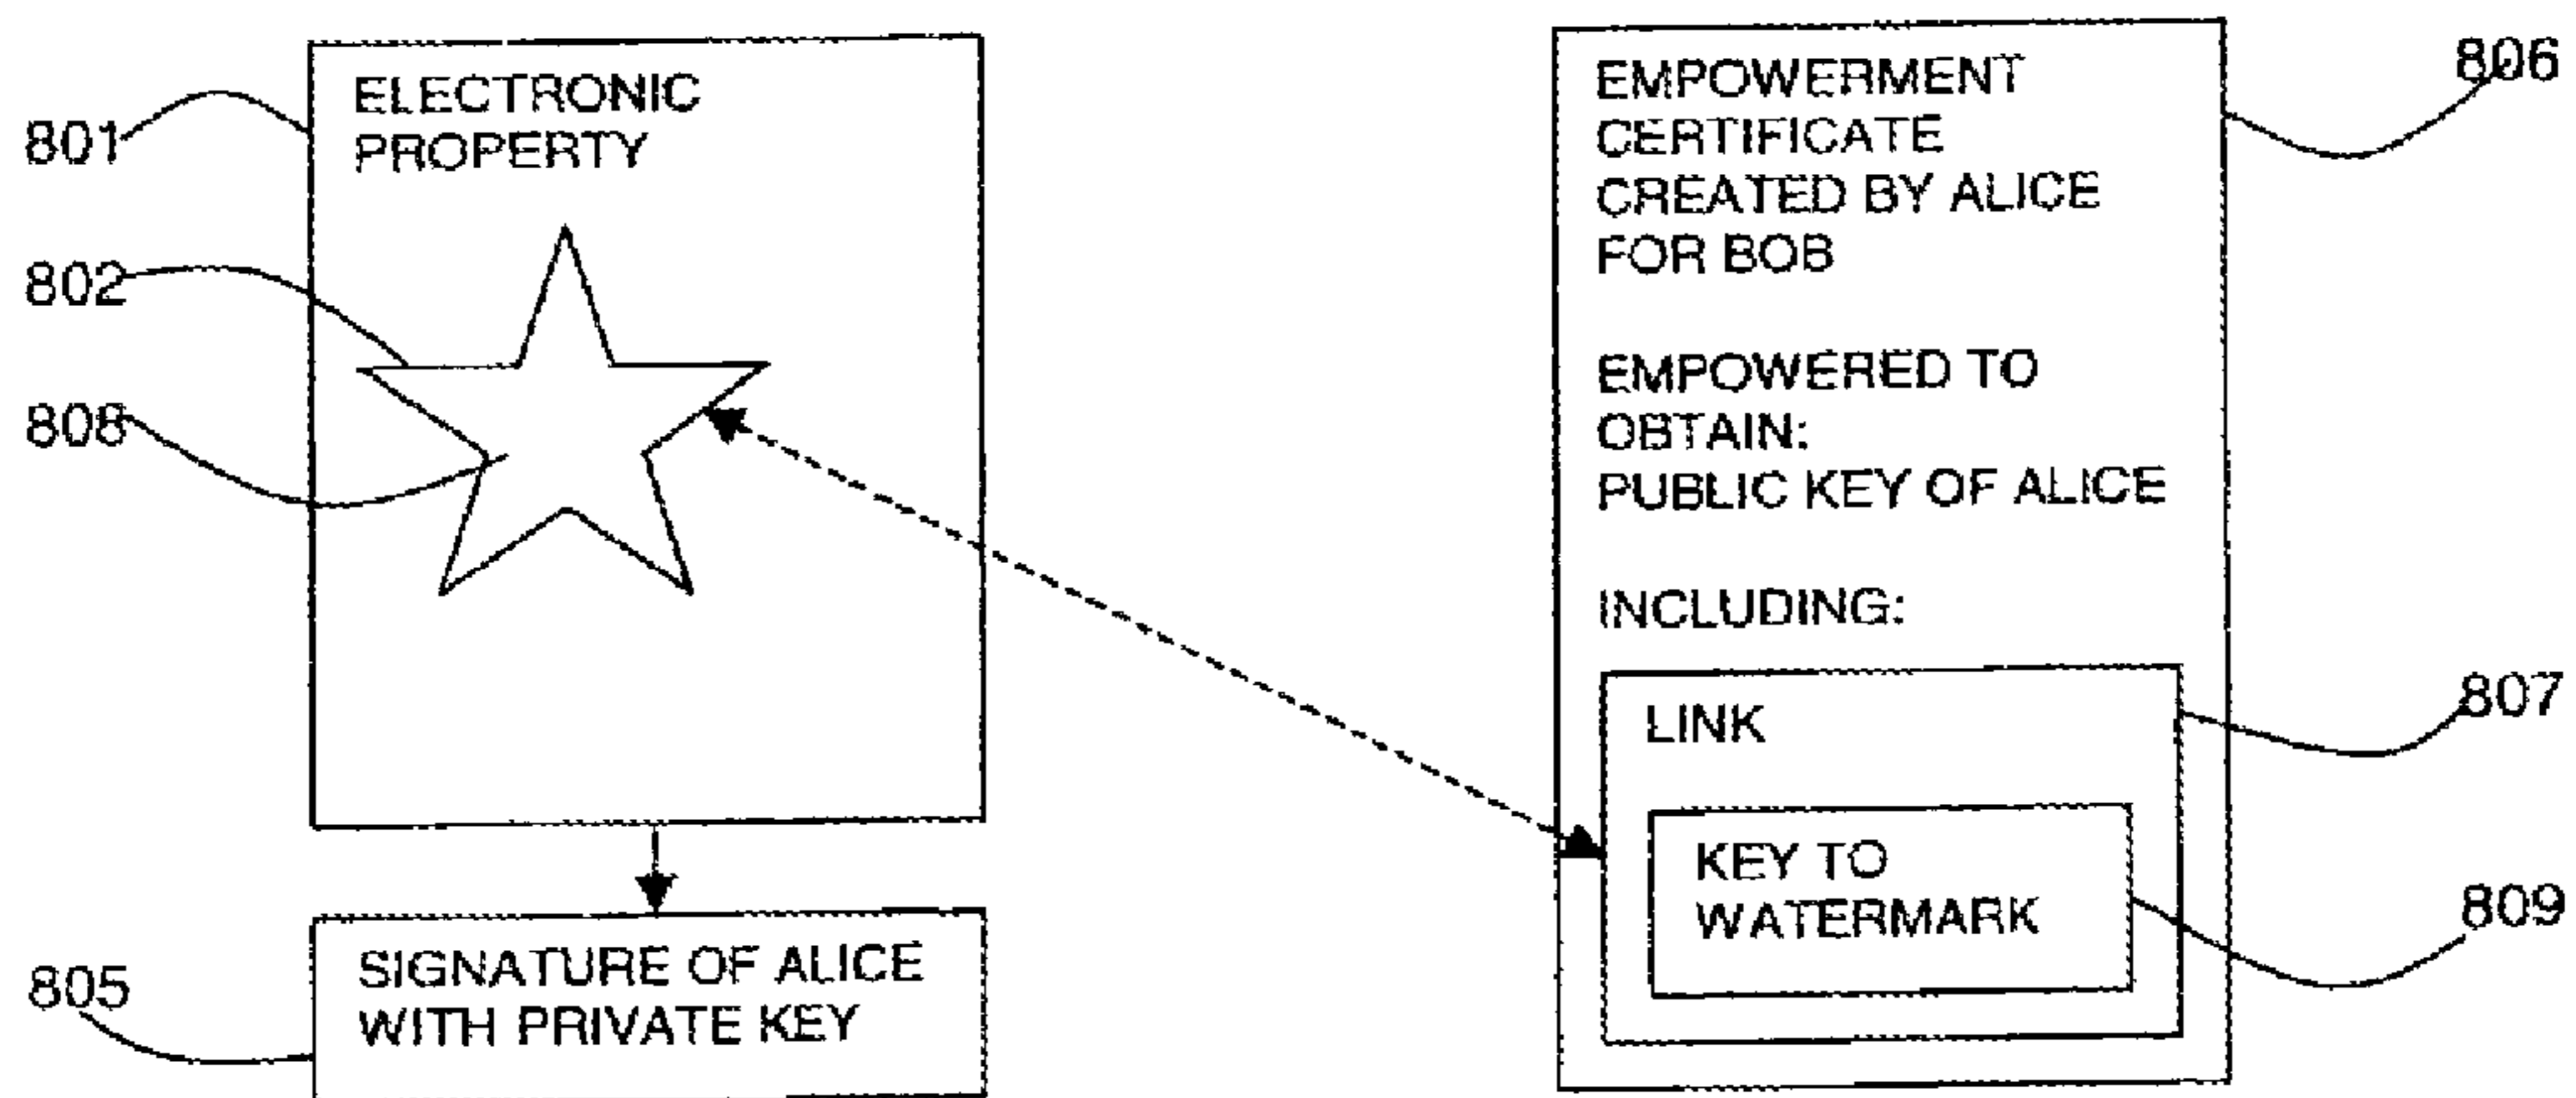 801
ELECTRONIC
PROPERTY
802
808
805
SIGNATURE OF ALICE
WITH PRIVATE KEY
806
EMPOWERMENT
CERTIFICATE
CREATED BY ALICE
FOR BOB
EMPOWERED TO
OBTAIN:
PUBLIC KEY OF ALICE
INCLUDING:
807
LINK
KEY TO
WATERMARK
809